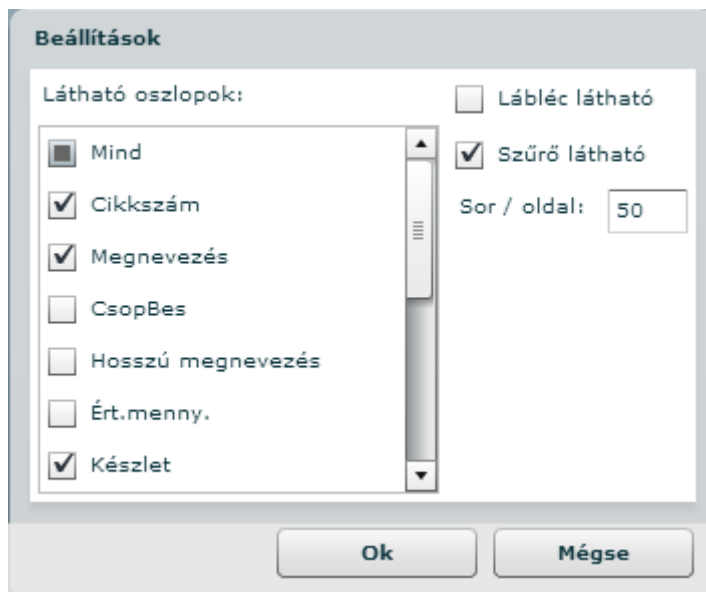 Beállítások
Látható oszlopok:
Mind
Cikkszám
Megnevezés
CsopBes
Hosszú megnevezés
Ért.menny.
Készlet
Lábléc látható
Szűrő látható
Sor / oldal: 50
Ok
Mégse